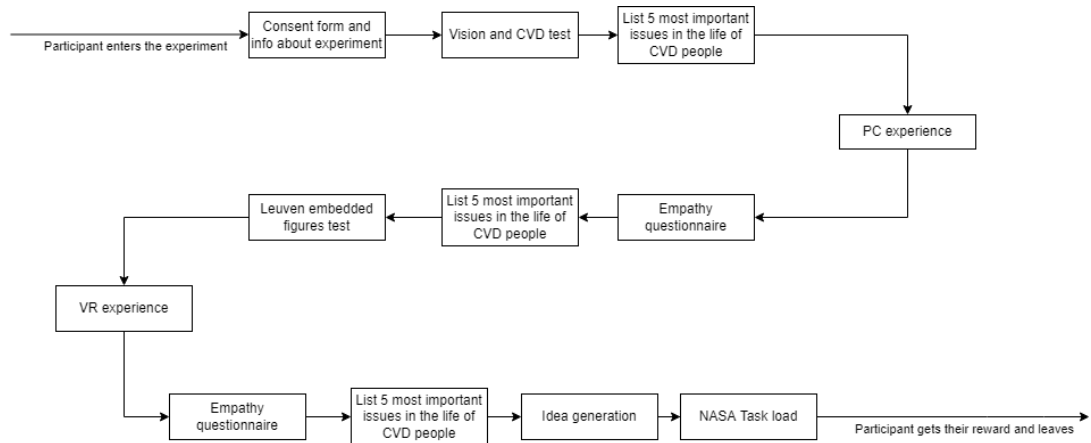 Participant enters the experiment
Consent form and
info about experiment
Vision and CVD test
List 5 most important
issues in the life of
CVD people
PC experience
Empathy
questionnaire
List 5 most important
issues in the life of
CVD people
Leuven embedded
figures test
VR experience
Empathy
questionnaire
List 5 most important
issues in the life of
CVD people
Idea generation
NASA Task load
Participant gets their reward and leaves